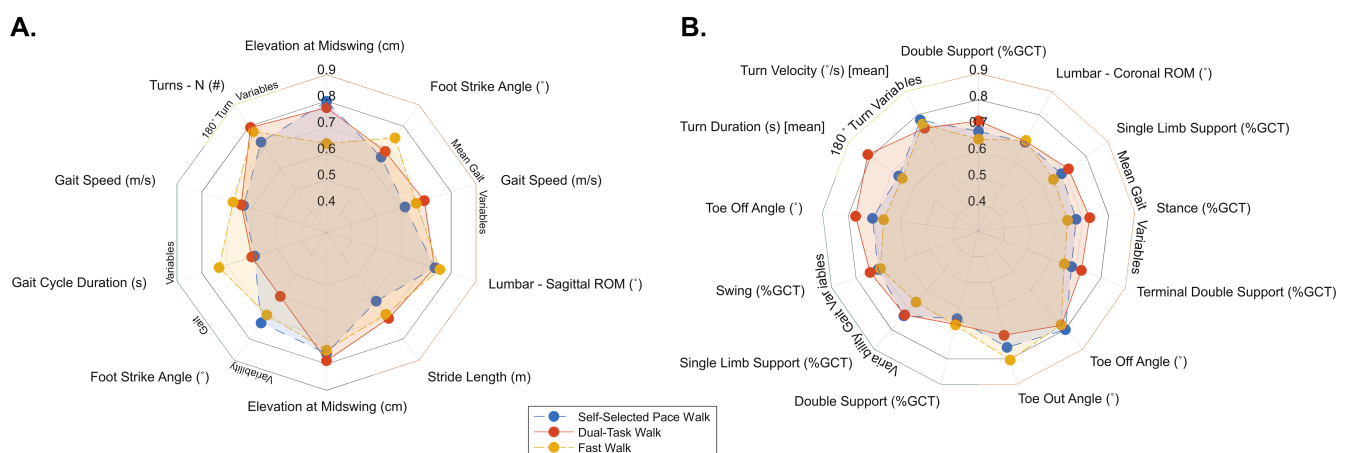 A.
Elevation at Midswing (cm)
Turns - N (#)
Foot Strike Angle (˚)
180˚ Turn Variables
0.9
0.8
0.7
0.6
0.5
0.4
Mean Gait Variables
Gait Speed (m/s)
Gait Speed (m/s)
Gait Cycle Duration (s)
Lumbar - Sagittal ROM (˚)
Variability Gait Variables
Foot Strike Angle (˚)
Stride Length (m)
Elevation at Midswing (cm)
B.
Double Support (%GCT)
Turn Velocity (˚/s) [mean]
Lumbar - Coronal ROM (˚)
180˚ Turn Variables
0.9
0.8
0.7
0.6
0.5
0.4
Turn Duration (s) [mean]
Single Limb Support (%GCT)
Mean Gait Variables
Toe Off Angle (˚)
Stance (%GCT)
Swing (%GCT)
Terminal Double Support (%GCT)
Variability Gait Variables
Single Limb Support (%GCT)
Toe Off Angle (˚)
Double Support (%GCT)
Toe Out Angle (˚)
Self-Selected Pace Walk
Dual-Task Walk
Fast Walk